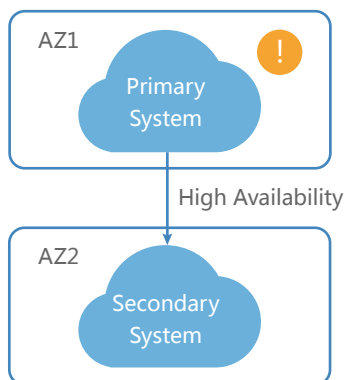 AZ1
!
Primary
System
High Availability
AZ2
Secondary
System